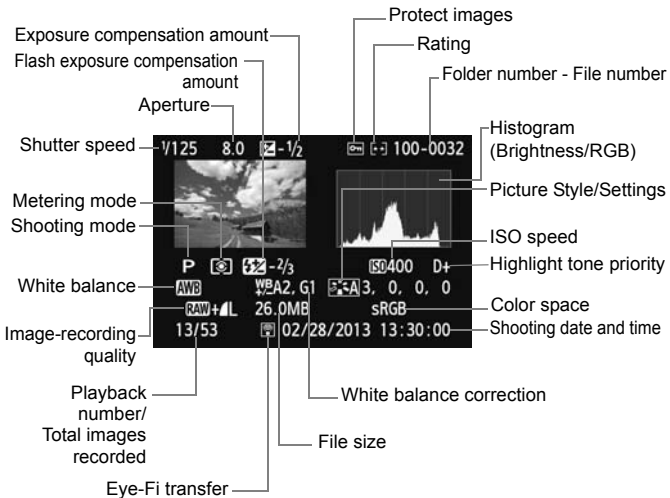 Protect images
Exposure compensation amount
Rating
Flash exposure compensation
amount
Folder number - File number
Aperture
Shutter speed
1/125 8.0 -1/2 100-0032
Histogram
(Brightness/RGB)
Picture Style/Settings
Metering mode
Shooting mode
ISO speed
P -2/3 ISO400 D+
Highlight tone priority
White balance
AWB WB+/-A2, G1 A 3, 0, 0, 0
RAW+L 26.0MB sRGB
Color space
Image-recording
quality
13/53 02/28/2013 13:30:00
Shooting date and time
Playback
number/
Total images
recorded
White balance correction
File size
Eye-Fi transfer